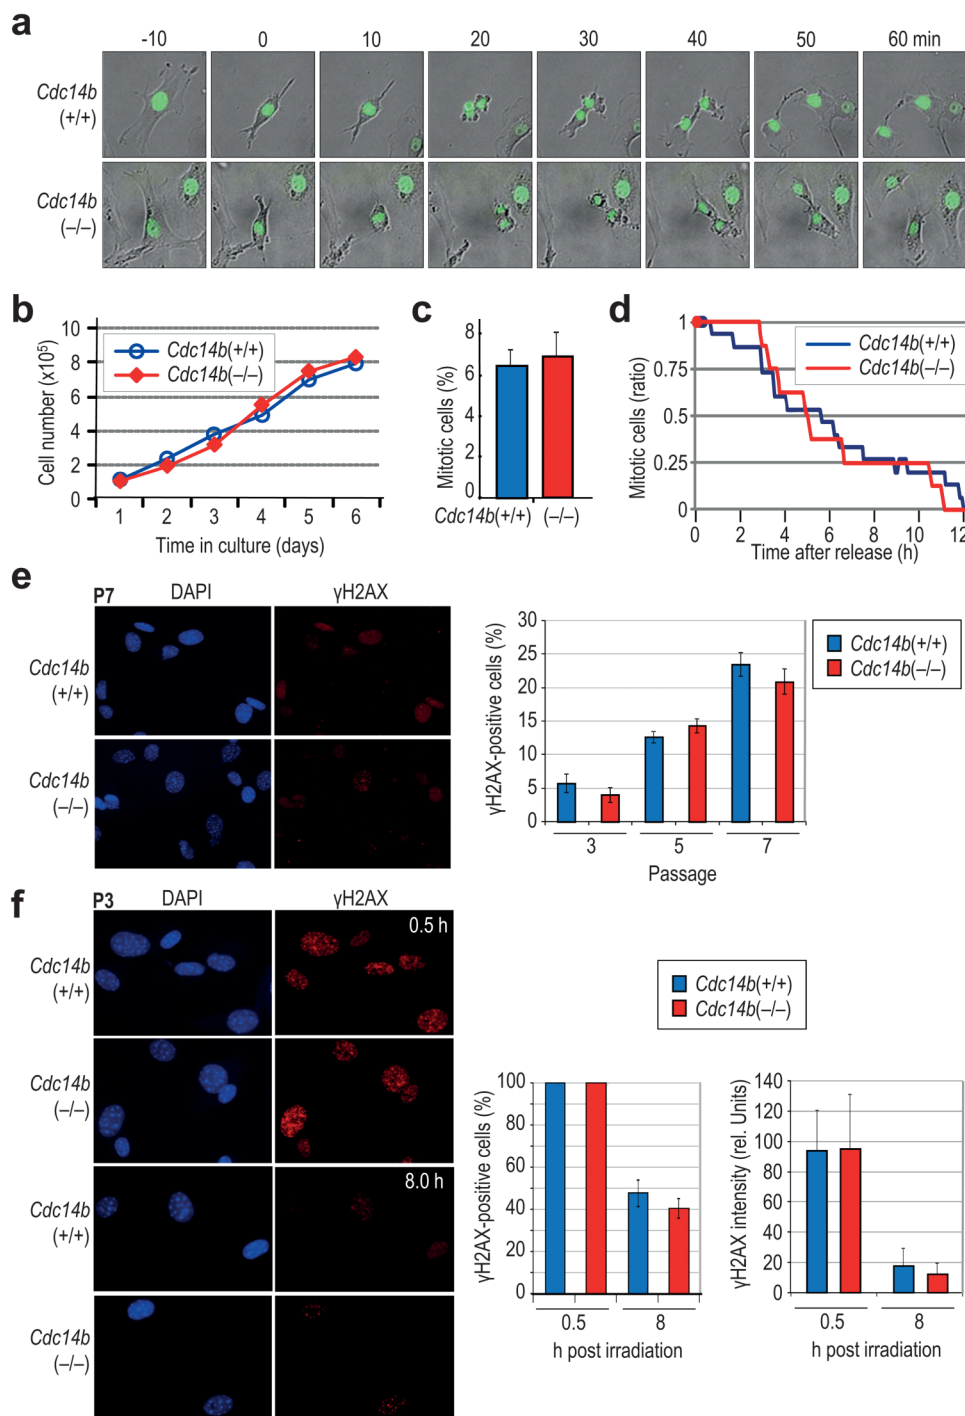 a
-10 0 10 20 30 40 50 60 min
Cdc14b
(+/+)
Cdc14b
(–/–)
b
Cell number (x10⁵)
10
8
6
4
2
0
Cdc14b(+/+)
Cdc14b(–/–)
1 2 3 4 5 6
Time in culture (days)
c
Mitotic cells (%)
8
6
4
2
0
Cdc14b(+/+) (–/–)
d
Mitotic cells (ratio)
1
0.75
0.5
0.25
0
Cdc14b(+/+)
Cdc14b(–/–)
0 2 4 6 8 10 12
Time after release (h)
e
P7 DAPI γH2AX
Cdc14b
(+/+)
Cdc14b
(–/–)
γH2AX-positive cells (%)
30
25
20
15
10
5
0
3 5 7
Passage
Cdc14b(+/+)
Cdc14b(–/–)
f
P3 DAPI γH2AX
0.5 h
Cdc14b
(+/+)
Cdc14b
(–/–)
8.0 h
Cdc14b
(+/+)
Cdc14b
(–/–)
Cdc14b(+/+)
Cdc14b(–/–)
γH2AX-positive cells (%)
100
80
60
40
20
0
0.5 8
h post irradiation
γH2AX intensity (rel. Units)
140
120
100
80
60
40
20
0
0.5 8
h post irradiation